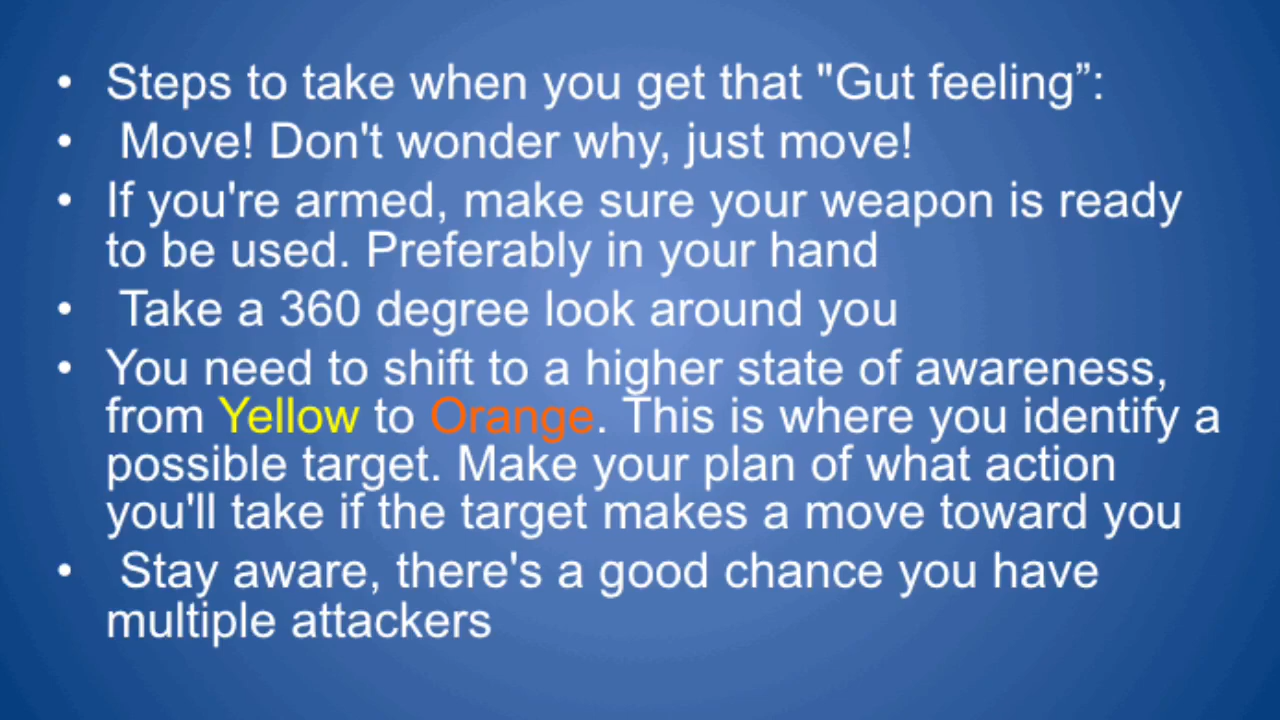 • Steps to take when you get that "Gut feeling”:
• Move! Don't wonder why, just move!
• If you're armed, make sure your weapon is ready
to be used. Preferably in your hand
• Take a 360 degree look around you
• You need to shift to a higher state of awareness,
from Yellow to Orange. This is where you identify a
possible target. Make your plan of what action
you'll take if the target makes a move toward you
• Stay aware, there's a good chance you have
multiple attackers